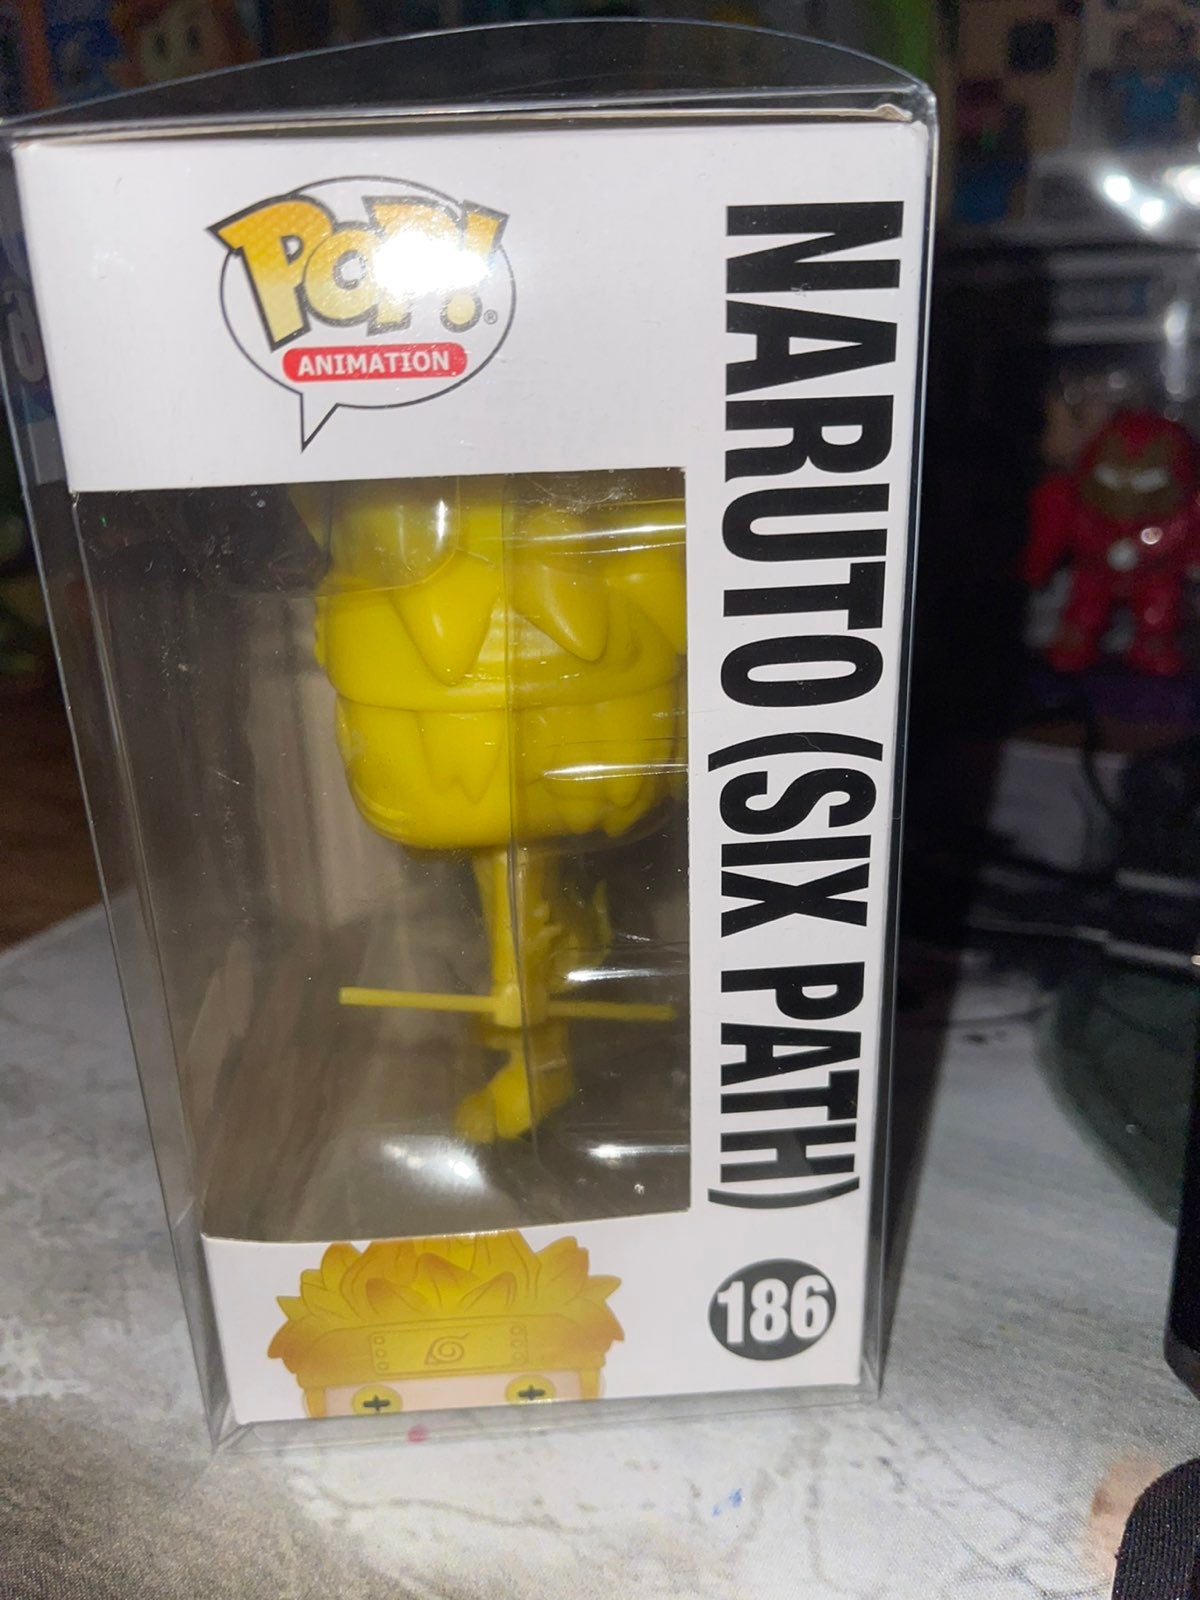 POP!
®
ANIMATION
NARUTO (SIX PATH)
186